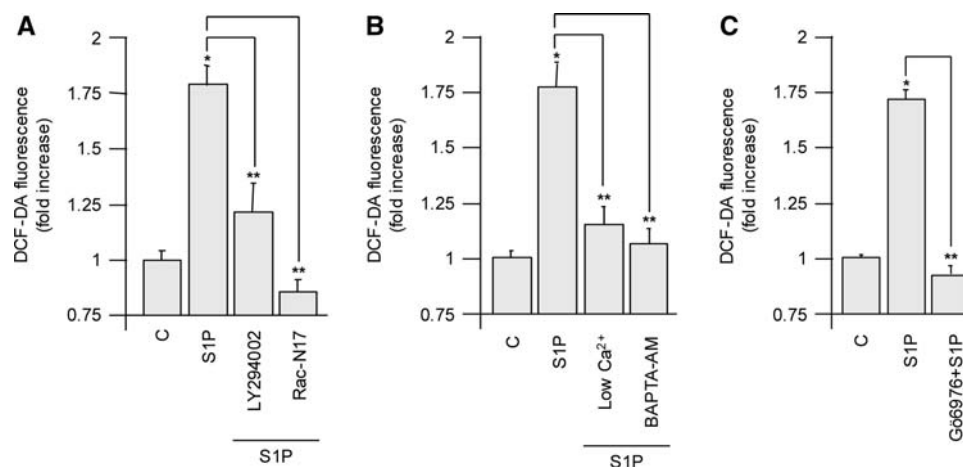 A
DCF-DA fluorescence
(fold increase)
2
1.75
1.5
1.25
1
0.75
*
**
**
C
S1P
LY294002
Rac-N17
S1P
B
DCF-DA fluorescence
(fold increase)
2
1.75
1.5
1.25
1
0.75
*
**
**
C
S1P
Low Ca²⁺
BAPTA-AM
S1P
C
DCF-DA fluorescence
(fold increase)
2
1.75
1.5
1.25
1
0.75
*
**
C
S1P
Gö6976+S1P